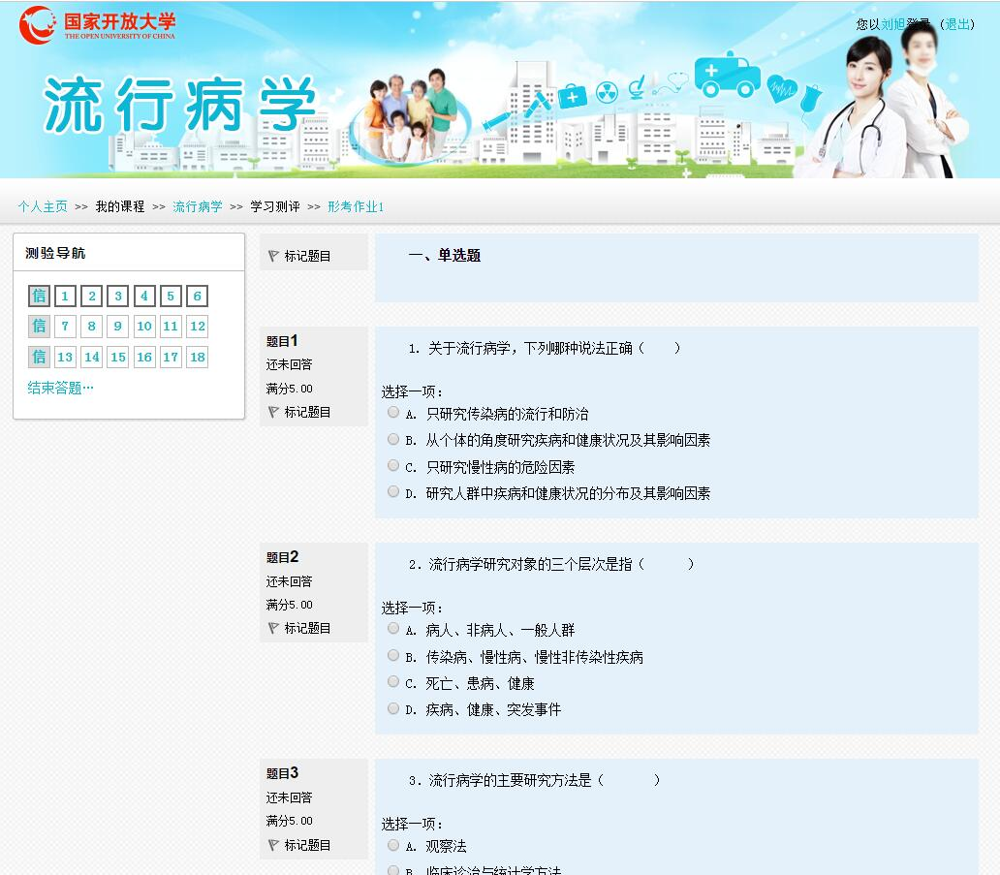 国家开放大学
THE OPEN UNIVERSITY OF CHINA
您以刘旭登录 (退出)
流行病学
个人主页 >> 我的课程 >> 流行病学 >> 学习测评 >> 形考作业1
测验导航
信 1 2 3 4 5 6
信 7 8 9 10 11 12
信 13 14 15 16 17 18
结束答题…
标记题目
一、单选题
题目1
还未回答
满分5.00
标记题目
1. 关于流行病学，下列哪种说法正确（　　）
选择一项：
A. 只研究传染病的流行和防治
B. 从个体的角度研究疾病和健康状况及其影响因素
C. 只研究慢性病的危险因素
D. 研究人群中疾病和健康状况的分布及其影响因素
题目2
还未回答
满分5.00
标记题目
2．流行病学研究对象的三个层次是指（　　　）
选择一项：
A. 病人、非病人、一般人群
B. 传染病、慢性病、慢性非传染性疾病
C. 死亡、患病、健康
D. 疾病、健康、突发事件
题目3
还未回答
满分5.00
标记题目
3．流行病学的主要研究方法是（　　　）
选择一项：
A. 观察法
B. 临床诊治与统计学方法